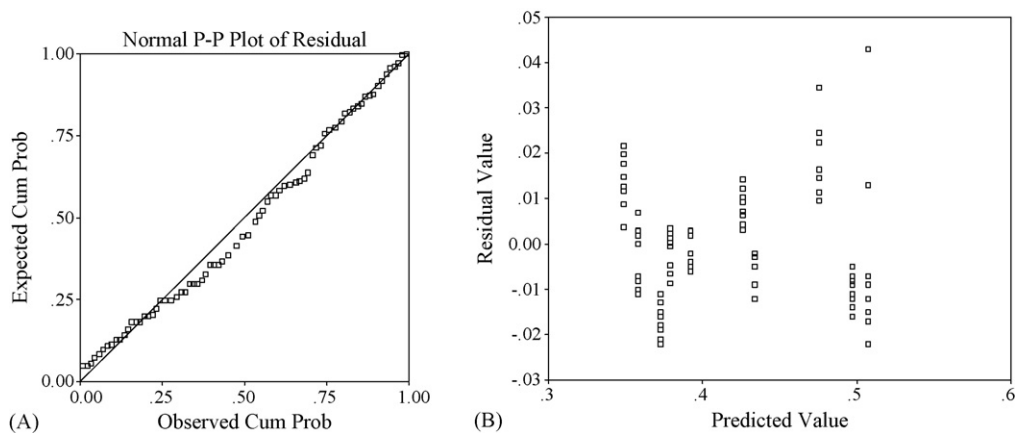 Normal P-P Plot of Residual
1.00
.75
.50
.25
0.00
Expected Cum Prob
0.00 .25 .50 .75 1.00
Observed Cum Prob
(A)
.05
.04
.03
.02
.01
0.00
-.01
-.02
-.03
Residual Value
.3 .4 .5 .6
Predicted Value
(B)